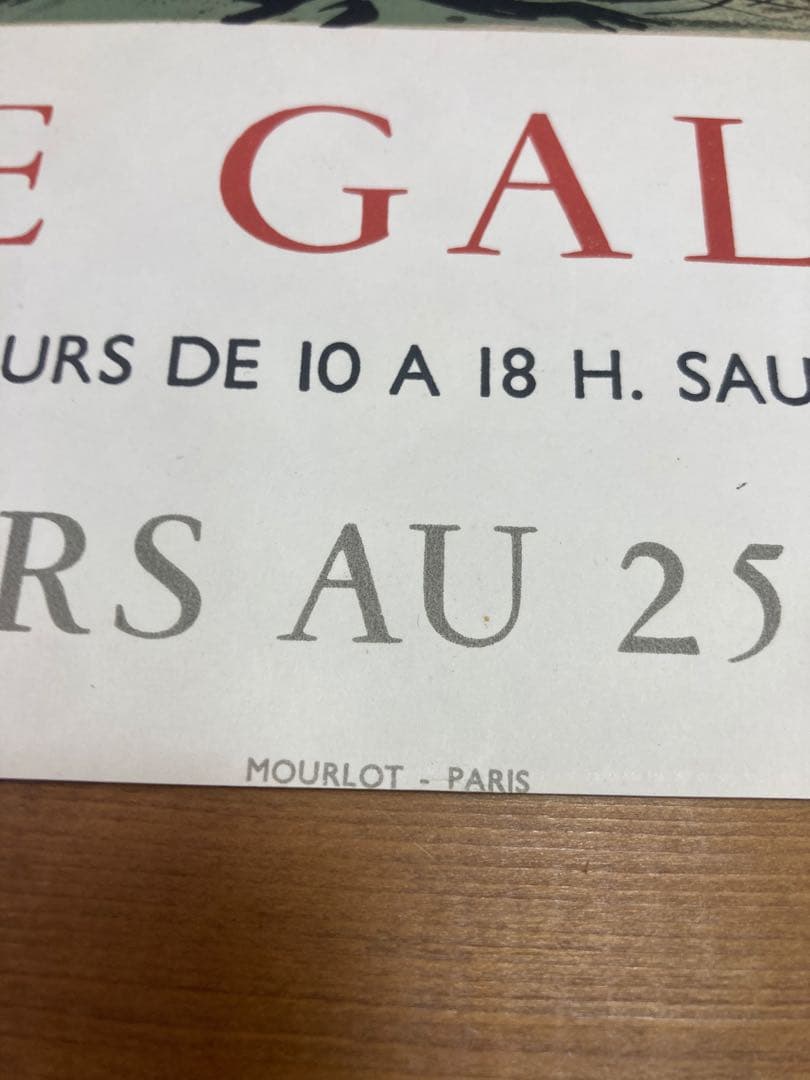 E GAL
URS DE 10 A 18 H. SAU
RS AU 25
MOURLOT - PARIS